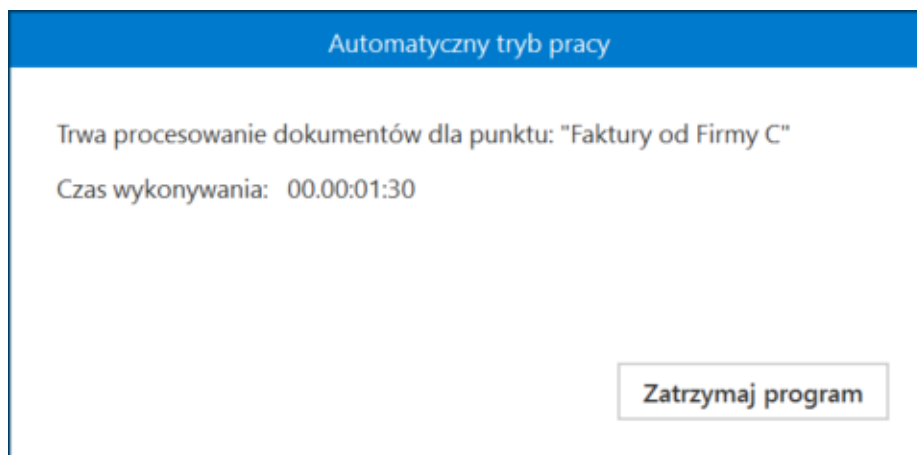 Automatyczny tryb pracy
Trwa procesowanie dokumentów dla punktu: "Faktury od Firmy C"
Czas wykonywania: 00.00:01:30
Zatrzymaj program